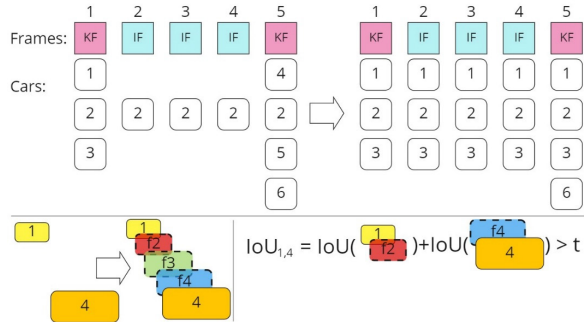 1 2 3 4 5 1 2 3 4 5
Frames: KF IF IF IF KF KF IF IF IF KF
Cars:
1 4 1 1 1 1 1
2 2 2 2 2 2 2 2 2 2
3 5 3 3 3 3 3
6 6
1 1 f2 f3 f4 4 4
IoU1,4 = IoU( 1 f2 )+IoU( f4 4 ) > t